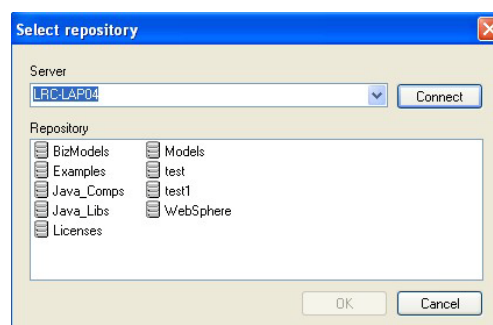 Select repository
Server
LRC-LAP04
Connect
Repository
BizModels Models
Examples test
Java_Comps test1
Java_Libs WebSphere
Licenses
OK Cancel